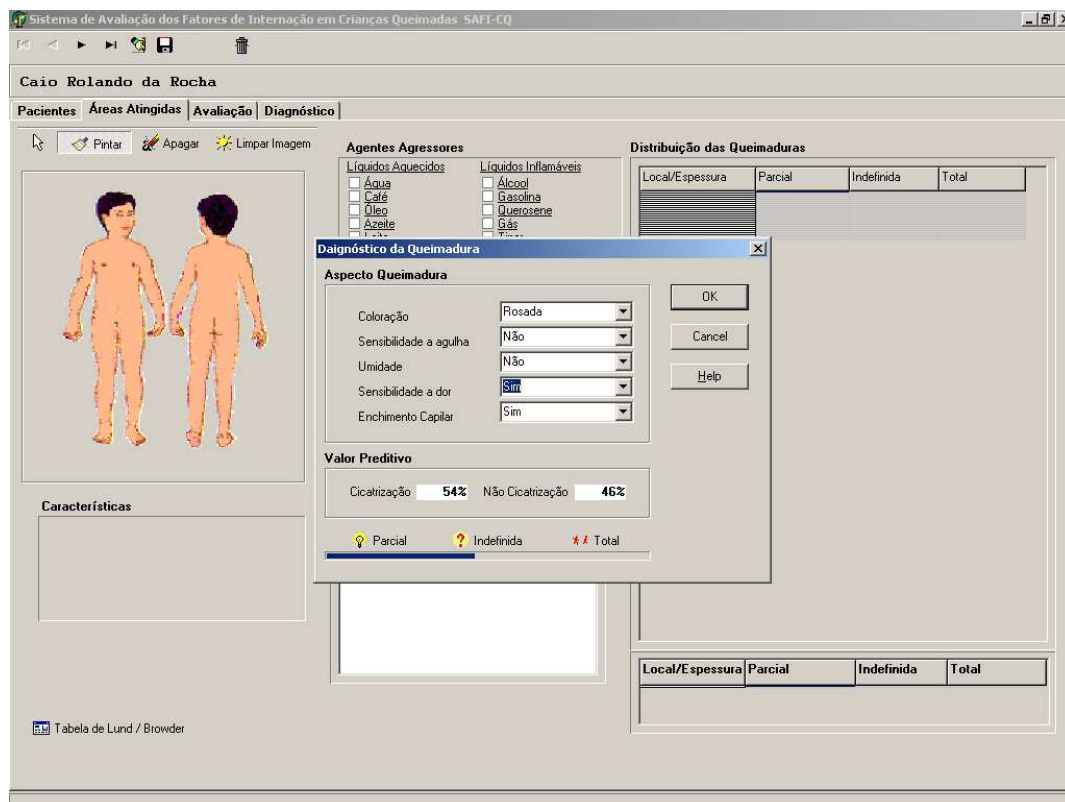 Sistema de Avaliação dos Fatores de Internação em Crianças Queimadas SAFI-CQ
Caio Rolando da Rocha
Pacientes Áreas Atingidas Avaliação Diagnóstico
Pintar Apagar Limpar Imagem
Agentes Agressores
Líquidos Aquecidos Líquidos Inflamáveis
Água Álcool
Café Gasolina
Óleo Querosene
Azeite Gás
Distribuição das Queimaduras
Local/Espessura Parcial Indefinida Total
Daignóstico da Queimadura
Aspecto Queimadura
Coloração Rosada
Sensibilidade a agulha Não
Umidade Não
Sensibilidade a dor Sim
Enchimento Capilar Sim
OK
Cancel
Help
Valor Preditivo
Cicatrização 54% Não Cicatrização 46%
Parcial ? Indefinida Total
Características
Local/Espessura Parcial Indefinida Total
Tabela de Lund / Browder